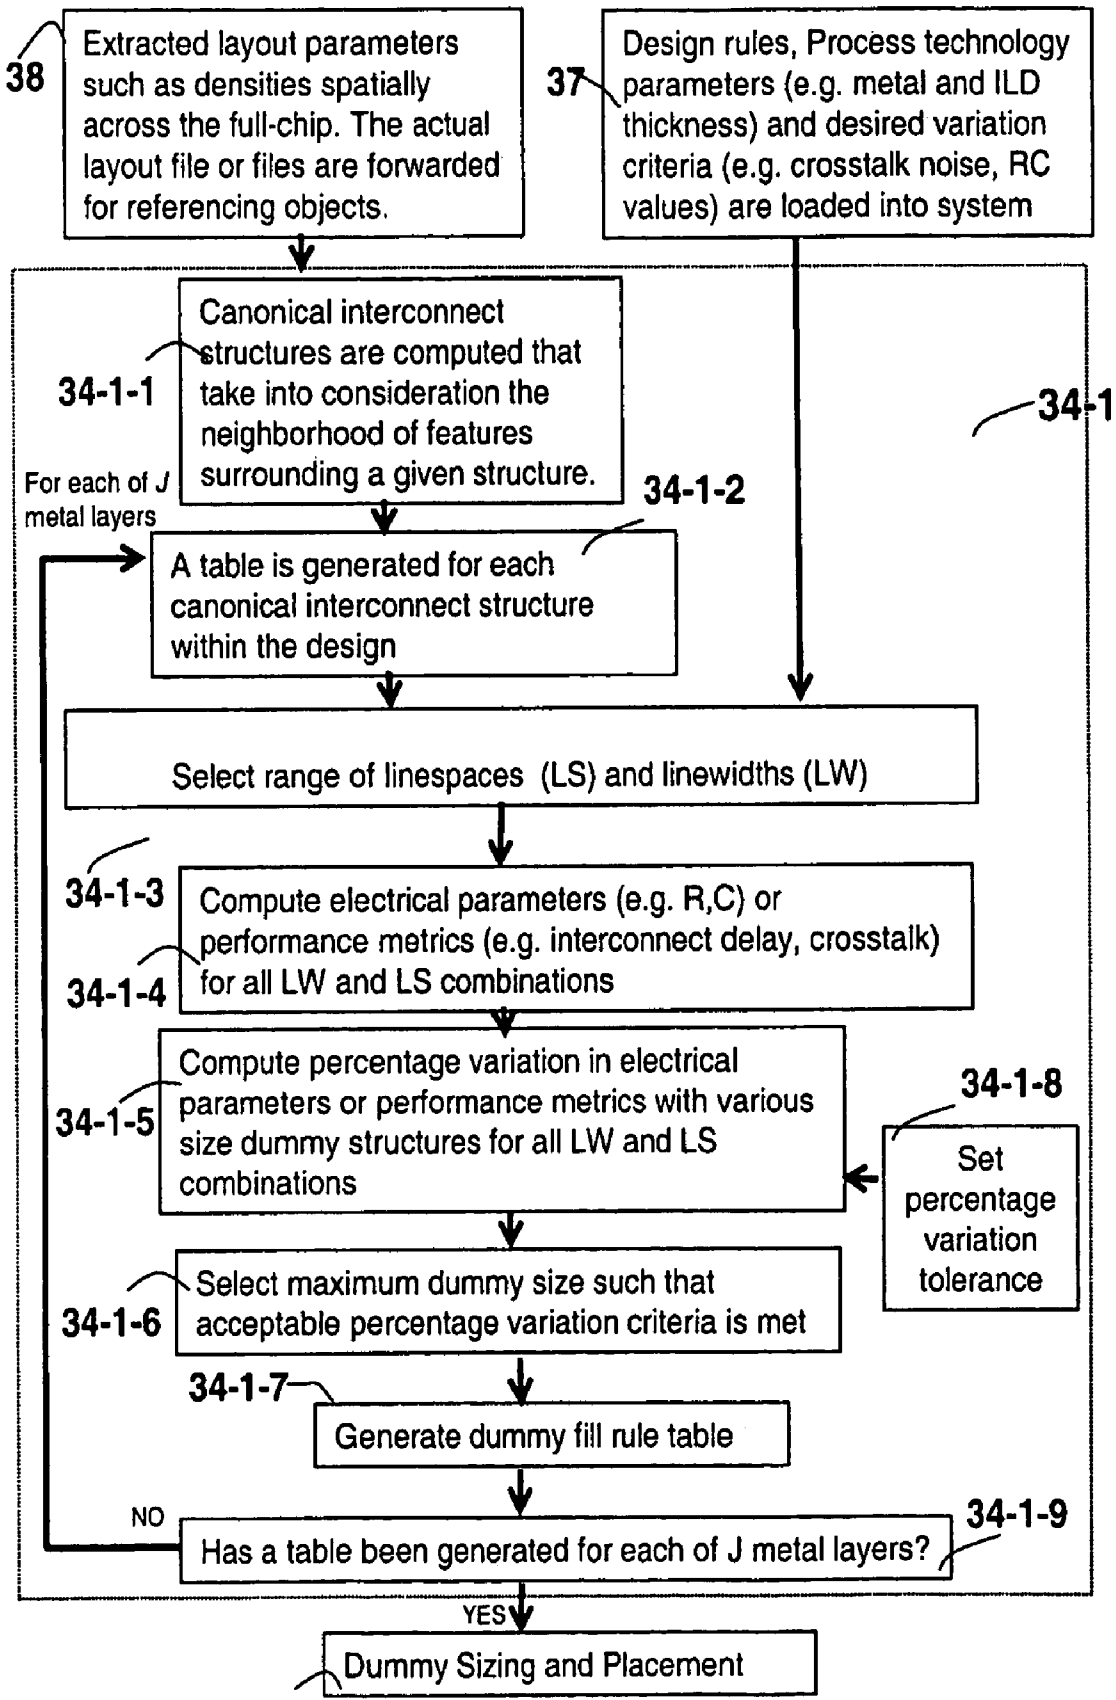 38
Extracted layout parameters
such as densities spatially
across the full-chip. The actual
layout file or files are forwarded
for referencing objects.
37
Design rules, Process technology
parameters (e.g. metal and ILD
thickness) and desired variation
criteria (e.g. crosstalk noise, RC
values) are loaded into system
34-1
34-1-1
Canonical interconnect
structures are computed that
take into consideration the
neighborhood of features
surrounding a given structure.
For each of J
metal layers
34-1-2
A table is generated for each
canonical interconnect structure
within the design
Select range of linespaces (LS) and linewidths (LW)
34-1-3
Compute electrical parameters (e.g. R,C) or
performance metrics (e.g. interconnect delay, crosstalk)
for all LW and LS combinations
34-1-4
Compute percentage variation in electrical
parameters or performance metrics with various
size dummy structures for all LW and LS
combinations
34-1-5
34-1-8
Set
percentage
variation
tolerance
Select maximum dummy size such that
acceptable percentage variation criteria is met
34-1-6
34-1-7
Generate dummy fill rule table
NO
34-1-9
Has a table been generated for each of J metal layers?
YES
Dummy Sizing and Placement